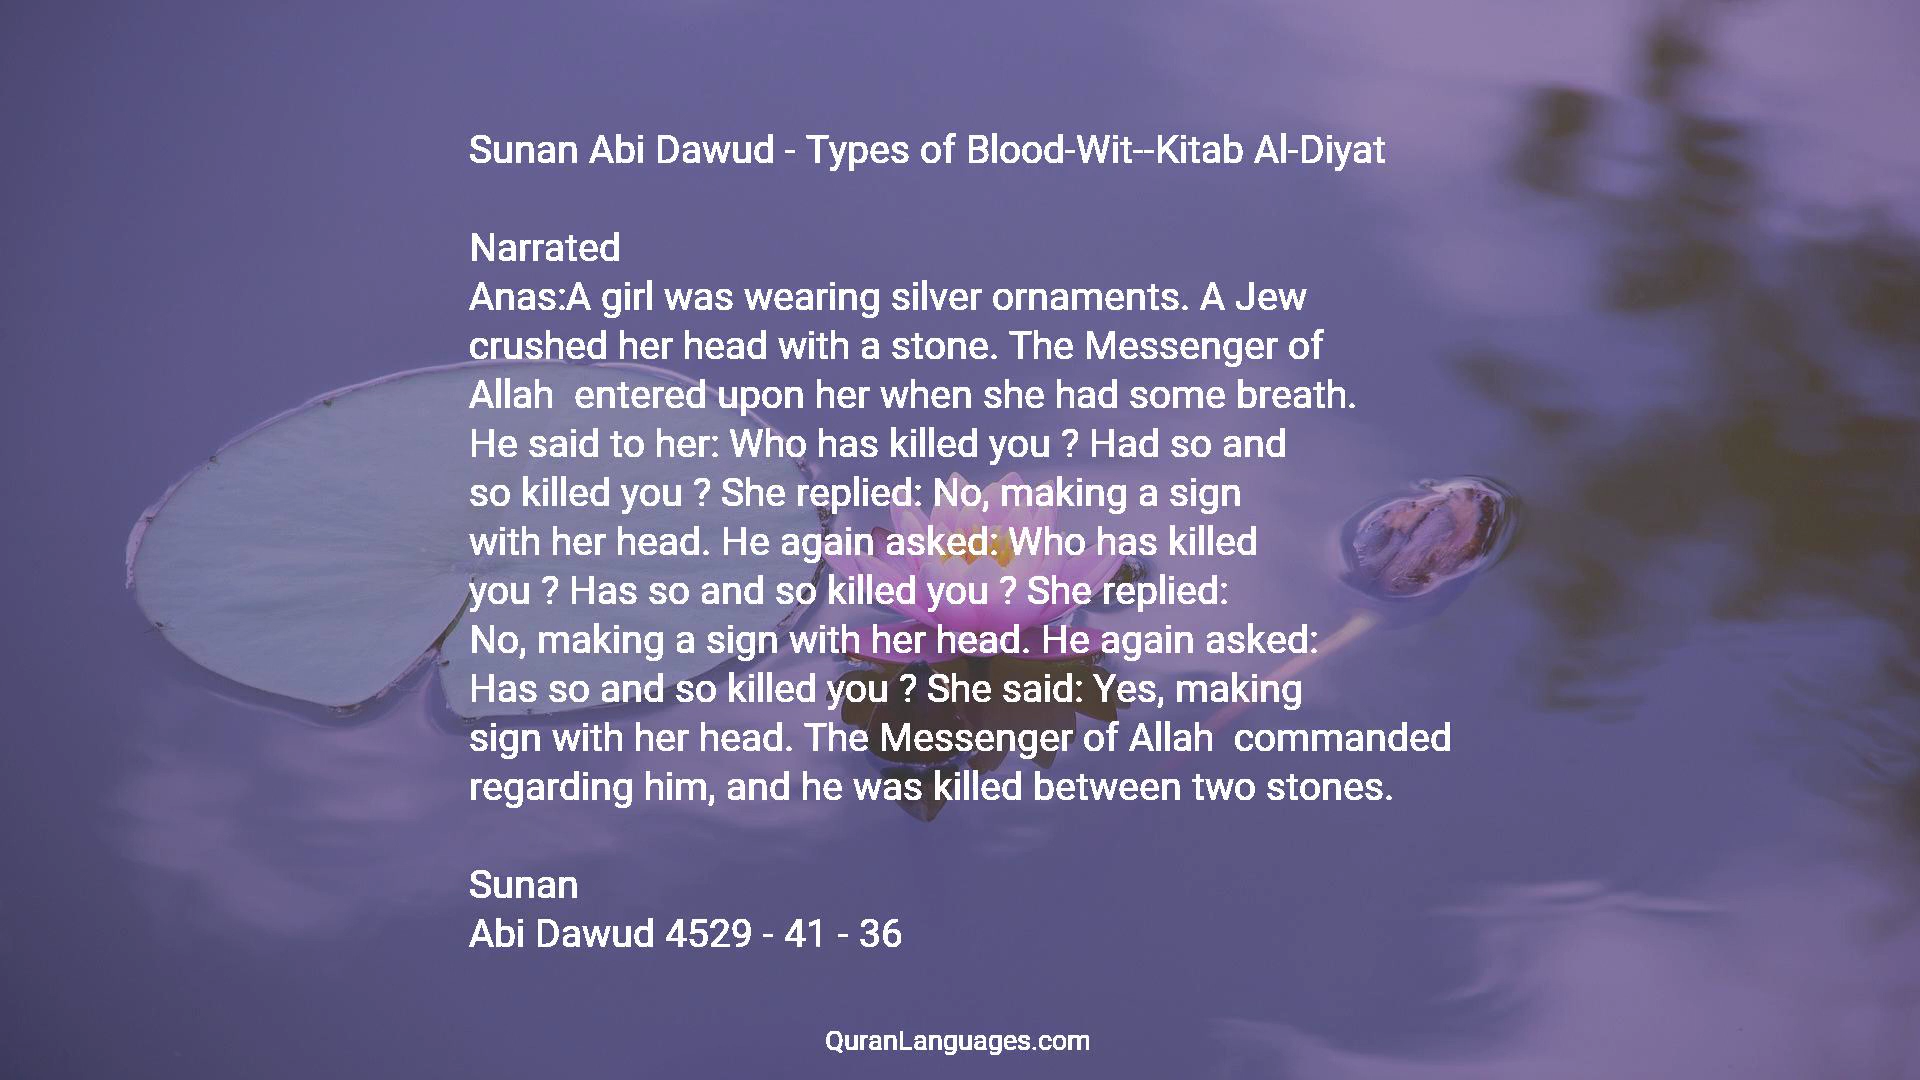 Sunan Abi Dawud - Types of Blood-Wit--Kitab Al-Diyat
Narrated
Anas:A girl was wearing silver ornaments. A Jew
crushed her head with a stone. The Messenger of
Allah  entered upon her when she had some breath.
He said to her: Who has killed you ? Had so and
so killed you ? She replied: No, making a sign
with her head. He again asked: Who has killed
you ? Has so and so killed you ? She replied:
No, making a sign with her head. He again asked:
Has so and so killed you ? She said: Yes, making
sign with her head. The Messenger of Allah  commanded
regarding him, and he was killed between two stones.
Sunan
Abi Dawud 4529 - 41 - 36
QuranLanguages.com